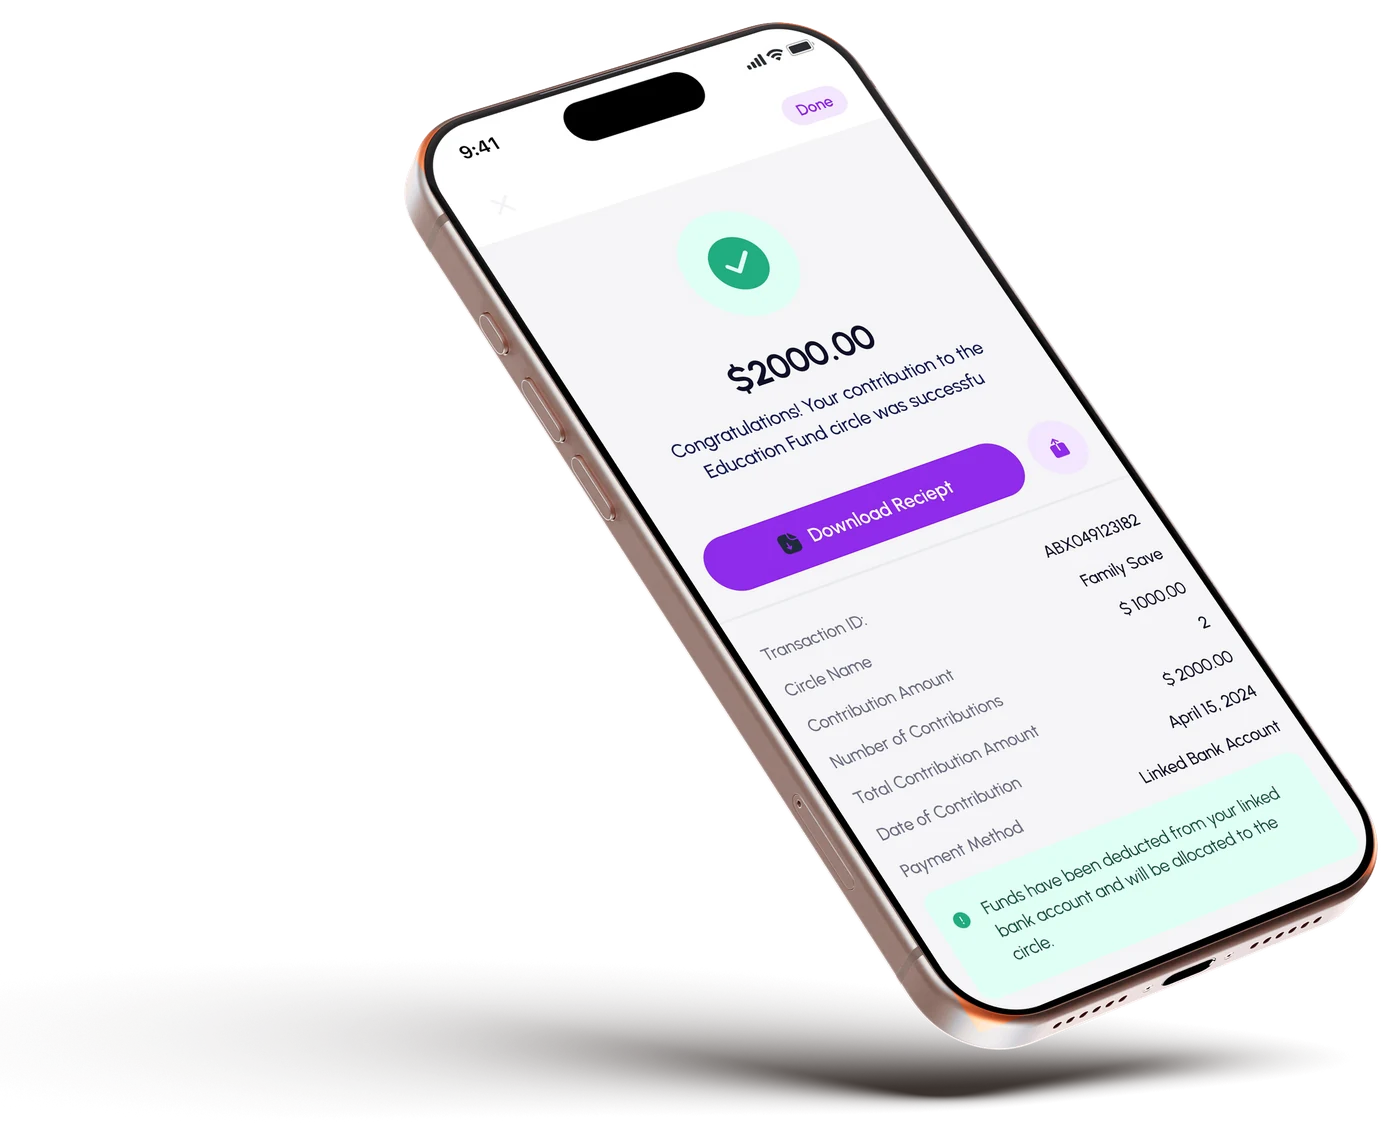 9:41
Done
$2000.00
Congratulations! Your contribution to the
Education Fund circle was successfu
Download Reciept
Transaction ID: ABX049123182
Circle Name Family Save
Contribution Amount $ 1000.00
Number of Contributions 2
Total Contribution Amount $ 2000.00
Date of Contribution April 15, 2024
Payment Method Linked Bank Account
Funds have been deducted from your linked
bank account and will be allocated to the
circle.